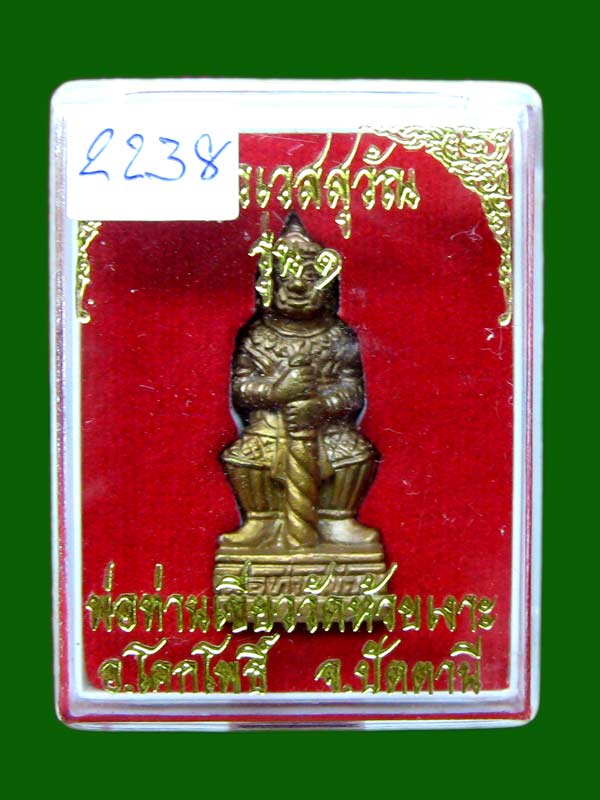 2238
รเวสสุวัณ
รุ่น ๑
พ่อท่านเขียววัดห้วยเงาะ
อ.โคกโพธิ์ จ.ปัตตานี